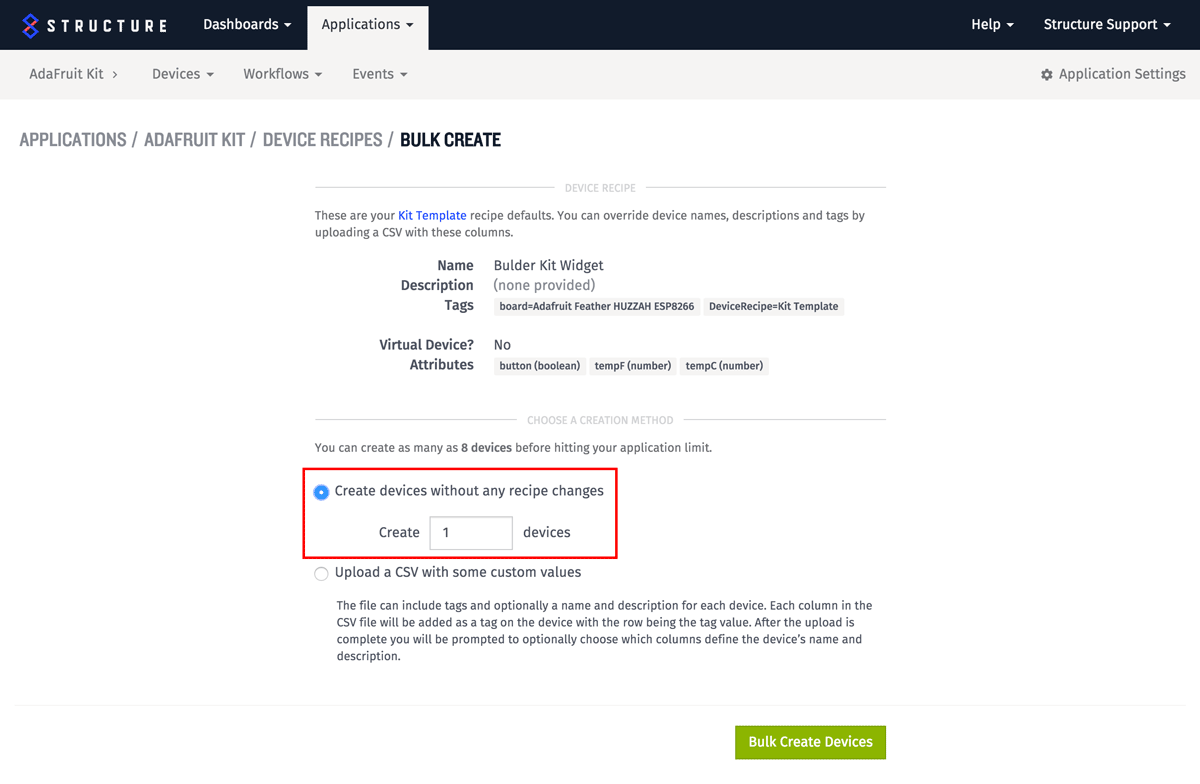 STRUCTURE Dashboards Applications Help Structure Support
AdaFruit Kit Devices Workflows Events Application Settings
APPLICATIONS / ADAFRUIT KIT / DEVICE RECIPES / BULK CREATE
DEVICE RECIPE
These are your Kit Template recipe defaults. You can override device names, descriptions and tags by
uploading a CSV with these columns.
Name Bulder Kit Widget
Description (none provided)
Tags board=Adafruit Feather HUZZAH ESP8266 DeviceRecipe=Kit Template
Virtual Device? No
Attributes button (boolean) tempF (number) tempC (number)
CHOOSE A CREATION METHOD
You can create as many as 8 devices before hitting your application limit.
Create devices without any recipe changes
Create 1 devices
Upload a CSV with some custom values
The file can include tags and optionally a name and description for each device. Each column in the
CSV file will be added as a tag on the device with the row being the tag value. After the upload is
complete you will be prompted to optionally choose which columns define the device's name and
description.
Bulk Create Devices